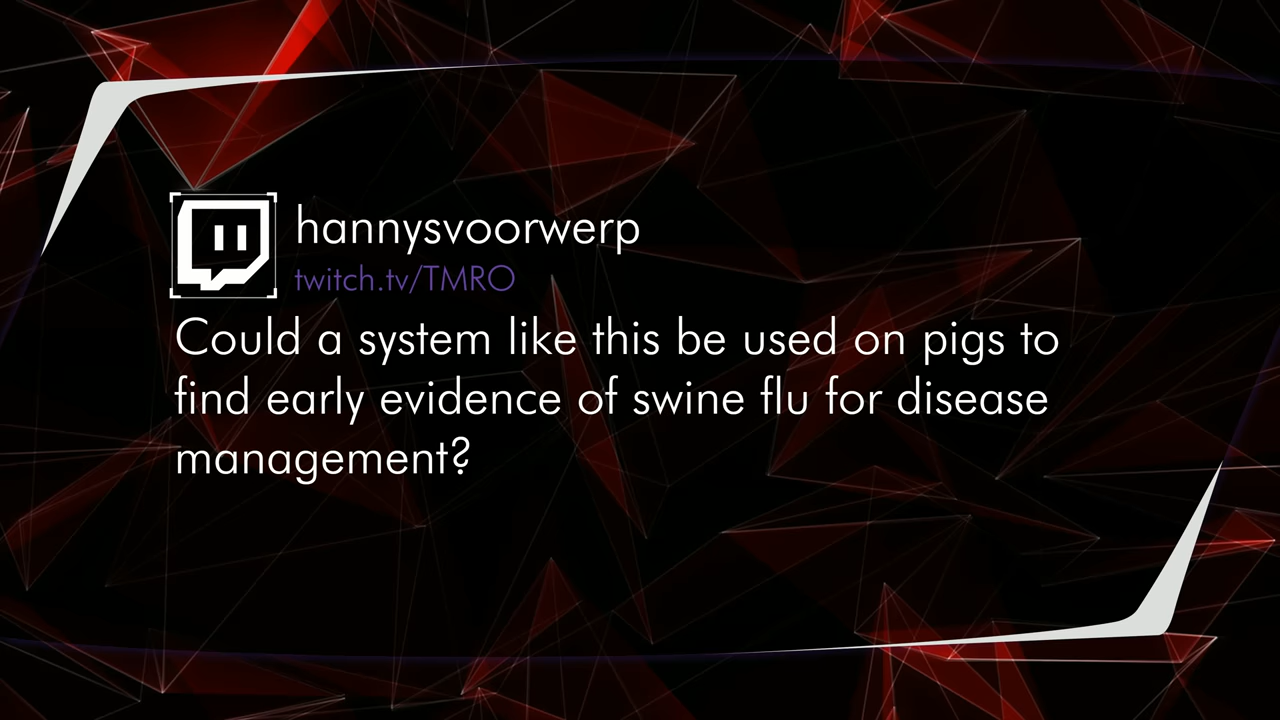 hannysvoorwerp
twitch.tv/TMRO
Could a system like this be used on pigs to
find early evidence of swine flu for disease
management?